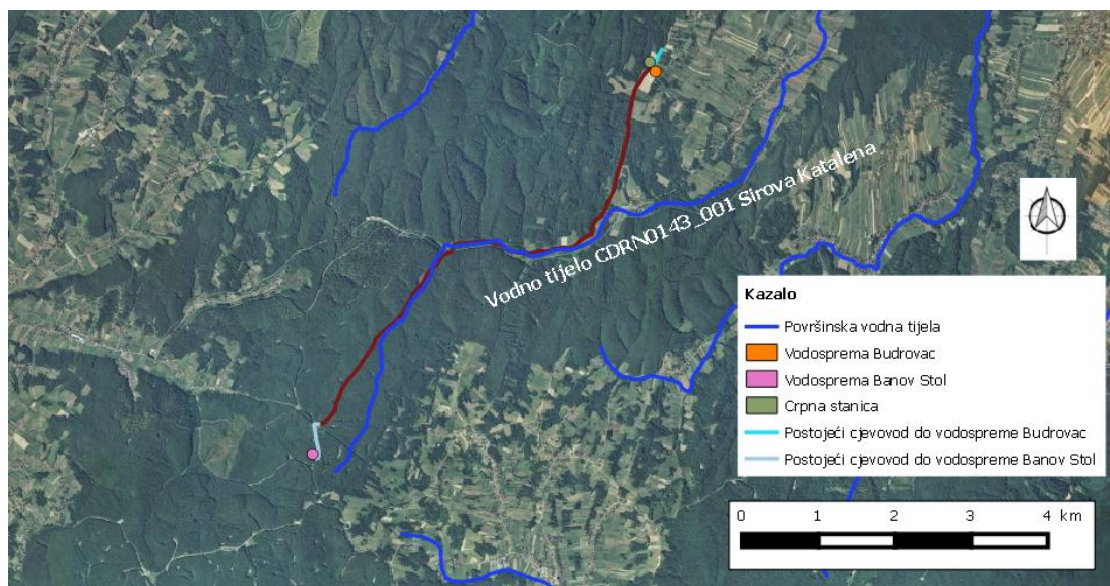 Vodno tijelo CDRN0143_001 Sirova Katalena
Kazalo
Površinska vodna tijela
Vodosprema Budrovac
Vodosprema Banov Stol
Crpna stanica
Postojeći cjevovod do vodospreme Budrovac
Postojeći cjevovod do vodospreme Banov Stol
0 1 2 3 4 km